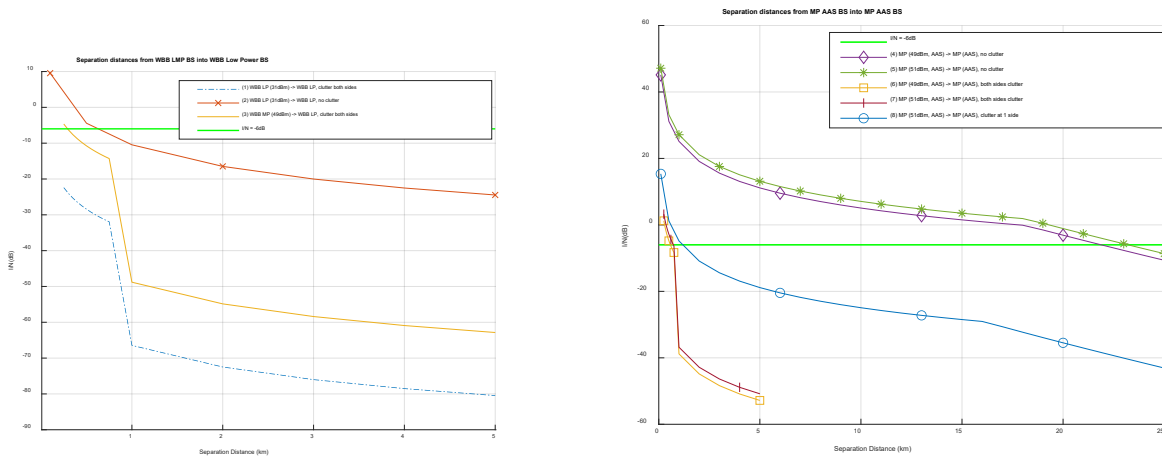 Separation distances from WBB LMP BS into WBB Low Power BS
10
0
-10
-20
-30
-40
-50
-60
-70
-80
-90
I/N(dB)
(1) WBB LP (31dBm) -> WBB LP, clutter both sides
(2) WBB LP (31dBm) -> WBB LP, no clutter
(3) WBB MP (49dBm) -> WBB LP, clutter both sides
I/N = -6dB
1
2
3
4
5
Separation Distance (km)
Separation distances from MP AAS BS into MP AAS BS
60
40
20
0
-20
-40
-60
I/N(dB)
I/N = -6dB
(4) MP (49dBm, AAS) -> MP (AAS), no clutter
(5) MP (51dBm, AAS) -> MP (AAS), no clutter
(6) MP (49dBm, AAS) -> MP (AAS), both sides clutter
(7) MP (51dBm, AAS) -> MP (AAS), both sides clutter
(8) MP (51dBm, AAS) -> MP (AAS), clutter at 1 side
0
5
10
15
20
25
Separation Distance (km)